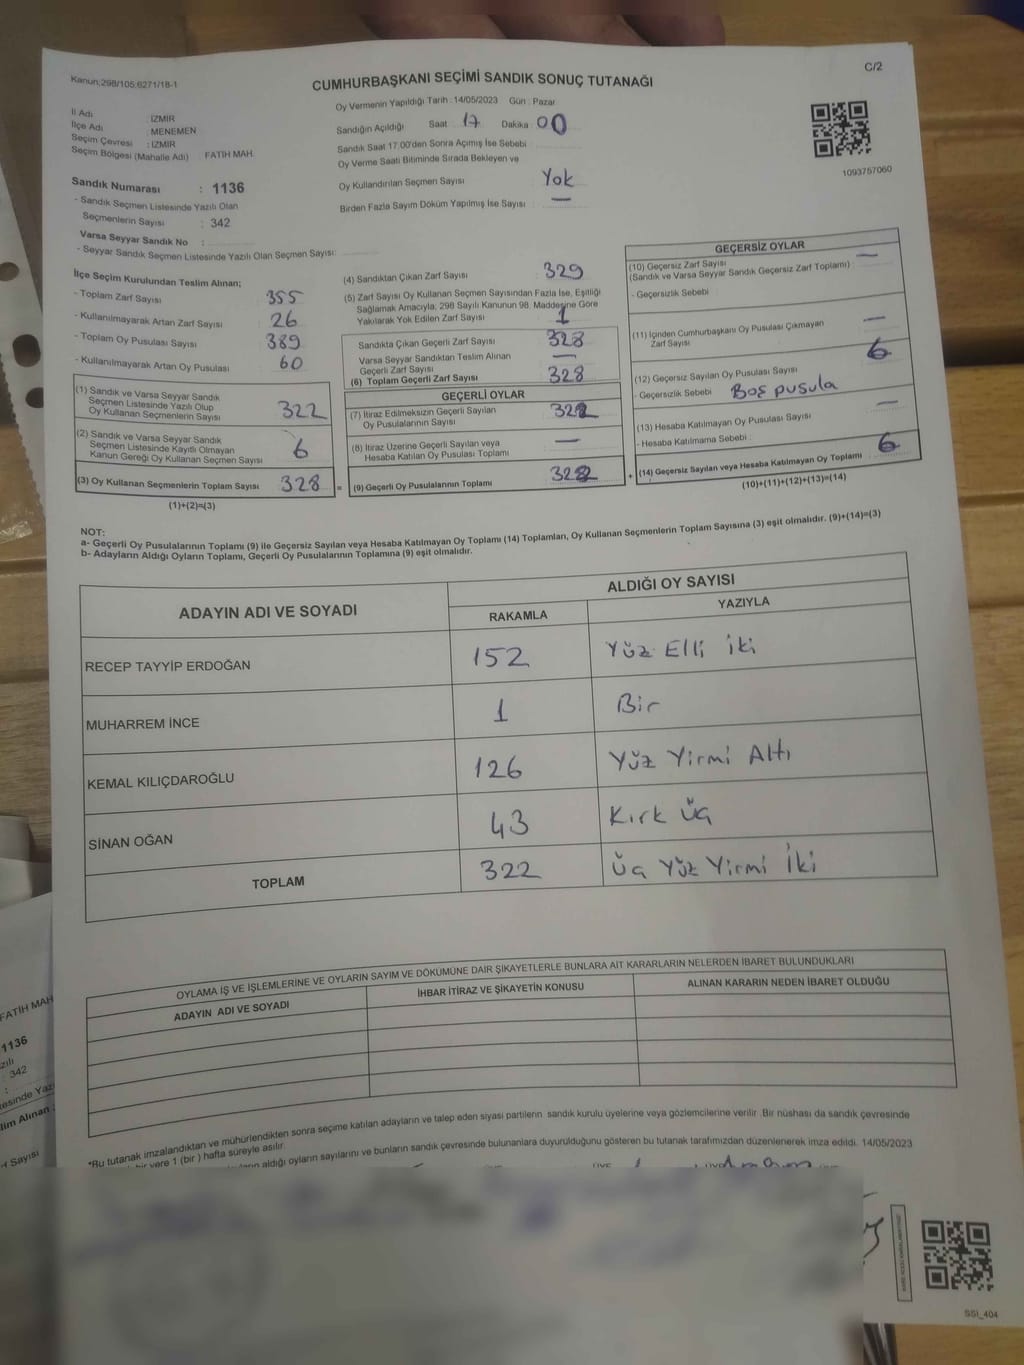 Kanun:298/105;6271/18-1
CUMHURBAŞKANI SEÇİMİ SANDIK SONUÇ TUTANAĞI
C/2
Oy Vermenin Yapıldığı Tarih : 14/05/2023 Gün : Pazar
İl Adı : İZMİR
İlçe Adı : MENEMEN
Seçim Çevresi : İZMİR
Seçim Bölgesi (Mahalle Adı) FATİH MAH.
Sandığın Açıldığı Saat 17 Dakika 00
Sandık Saat 17.00'den Sonra Açımış İse Sebebi
Oy Verme Saati Bitiminde Sırada Bekleyen ve
Oy Kullandırılan Seçmen Sayısı Yok
Birden Fazla Sayım Döküm Yapılmış İse Sayısı —
1093757060
Sandık Numarası : 1136
- Sandık Seçmen Listesinde Yazılı Olan
Seçmenlerin Sayısı : 342
Varsa Seyyar Sandık No :
- Seyyar Sandık Seçmen Listesinde Yazılı Olan Seçmen Sayısı:
İlçe Seçim Kurulundan Teslim Alınan;
- Toplam Zarf Sayısı : 355
- Kullanılmayarak Artan Zarf Sayısı : 26
- Toplam Oy Pusulası Sayısı : 389
- Kullanılmayarak Artan Oy Pusulası : 60
(1) Sandık ve Varsa Seyyar Sandık
Seçmen Listesinde Yazılı Olup
Oy Kullanan Seçmenlerin Sayısı 322
(2) Sandık ve Varsa Seyyar Sandık
Seçmen Listesinde Kayıtlı Olmayan
Kanun Gereği Oy Kullanan Seçmen Sayısı 6
(3) Oy Kullanan Seçmenlerin Toplam Sayısı 328 =
(1)+(2)=(3)
(4) Sandıktan Çıkan Zarf Sayısı 329
(5) Zarf Sayısı Oy Kullanan Seçmen Sayısından Fazla İse, Eşitliği
Sağlamak Amacıyla, 298 Sayılı Kanunun 98. Maddesine Göre
Yakılarak Yok Edilen Zarf Sayısı : 1
Sandıkta Çıkan Geçerli Zarf Sayısı 328
Varsa Seyyar Sandıktan Teslim Alınan
Geçerli Zarf Sayısı —
(6) Toplam Geçerli Zarf Sayısı 328
GEÇERLİ OYLAR
(7) İtiraz Edilmeksizin Geçerli Sayılan
Oy Pusulalarının Sayısı 322
(8) İtiraz Üzerine Geçerli Sayılan veya
Hesaba Katılan Oy Pusulası Toplamı —
(9) Geçerli Oy Pusulalarının Toplamı 322 +
GEÇERSİZ OYLAR
(10) Geçersiz Zarf Sayısı
(Sandık ve Varsa Seyyar Sandık Geçersiz Zarf Toplamı) : —
- Geçersizlik Sebebi
(11) İçinden Cumhurbaşkanı Oy Pusulası Çıkmayan
Zarf Sayısı —
(12) Geçersiz Sayılan Oy Pusulası Sayısı 6
- Geçersizlik Sebebi Boş pusula
(13) Hesaba Katılmayan Oy Pusulası Sayısı —
- Hesaba Katılmama Sebebi :
(14) Geçersiz Sayılan veya Hesaba Katılmayan Oy Toplamı 6
(10)+(11)+(12)+(13)=(14)
NOT:
a- Geçerli Oy Pusulalarının Toplamı (9) ile Geçersiz Sayılan veya Hesaba Katılmayan Oy Toplamı (14) Toplamları, Oy Kullanan Seçmenlerin Toplam Sayısına (3) eşit olmalıdır. (9)+(14)=(3)
b- Adayların Aldığı Oyların Toplamı, Geçerli Oy Pusulalarının Toplamına (9) eşit olmalıdır.
ADAYIN ADI VE SOYADI
ALDIĞI OY SAYISI
RAKAMLA YAZIYLA
RECEP TAYYİP ERDOĞAN 152 Yüz Elli İki
MUHARREM İNCE 1 Bir
KEMAL KILIÇDAROĞLU 126 Yüz Yirmi Altı
SİNAN OĞAN 43 Kırk üç
TOPLAM 322 üç Yüz Yirmi İki
OYLAMA İŞ VE İŞLEMLERİNE VE OYLARIN SAYIM VE DÖKÜMÜNE DAİR ŞİKAYETLERLE BUNLARA AİT KARARLARIN NELERDEN İBARET BULUNDUKLARI
ADAYIN ADI VE SOYADI İHBAR İTİRAZ VE ŞİKAYETİN KONUSU ALINAN KARARIN NEDEN İBARET OLDUĞU
*Bu tutanak imzalandıktan ve mühürlendikten sonra seçime katılan adayların ve talep eden siyasi partilerin sandık kurulu üyelerine veya gözlemcilerine verilir. Bir nüshası da sandık çevresinde
yere 1 (bir) hafta süreyle asılır.
aldığı oyların sayılarını ve bunların sandık çevresinde bulunanlara duyurulduğunu gösteren bu tutanak tarafımızdan düzenlenerek imza edildi. 14/05/2023
FATİH MAH
1136
342
SSI_404